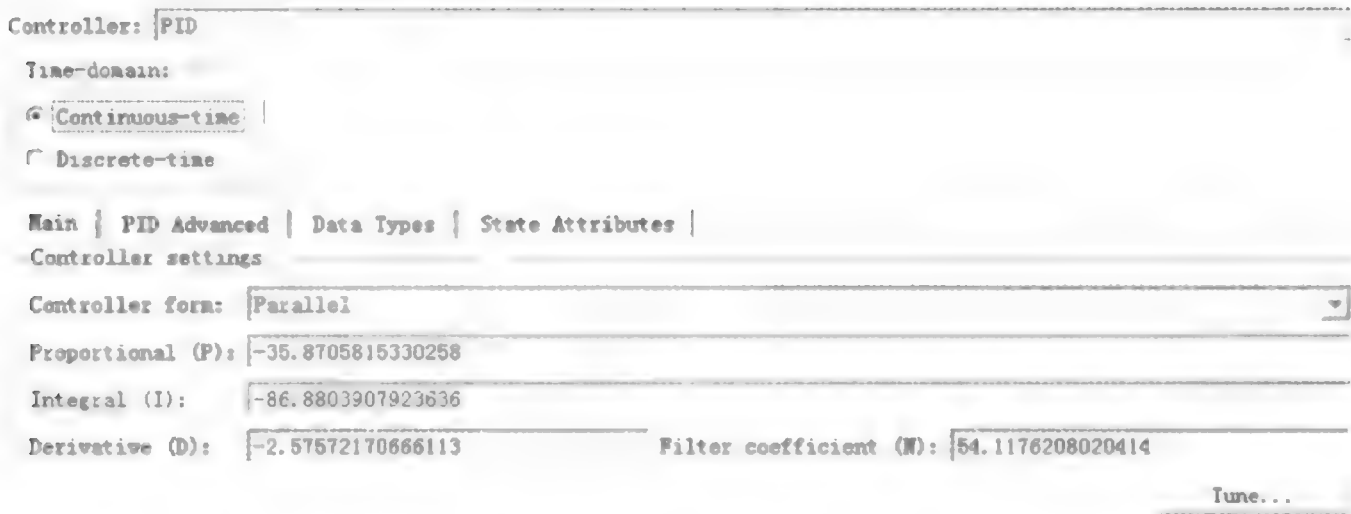 Controller: PID
Time-domain:
Continuous-time
Discrete-time
Main PID Advanced Data Types State Attributes
Controller settings
Controller form: Parallel
Proportional (P): -35.8705815330258
Integral (I): -86.8803907923636
Derivative (D): -2.57572170666113 Filter coefficient (N): 54.1176208020414
Tune...